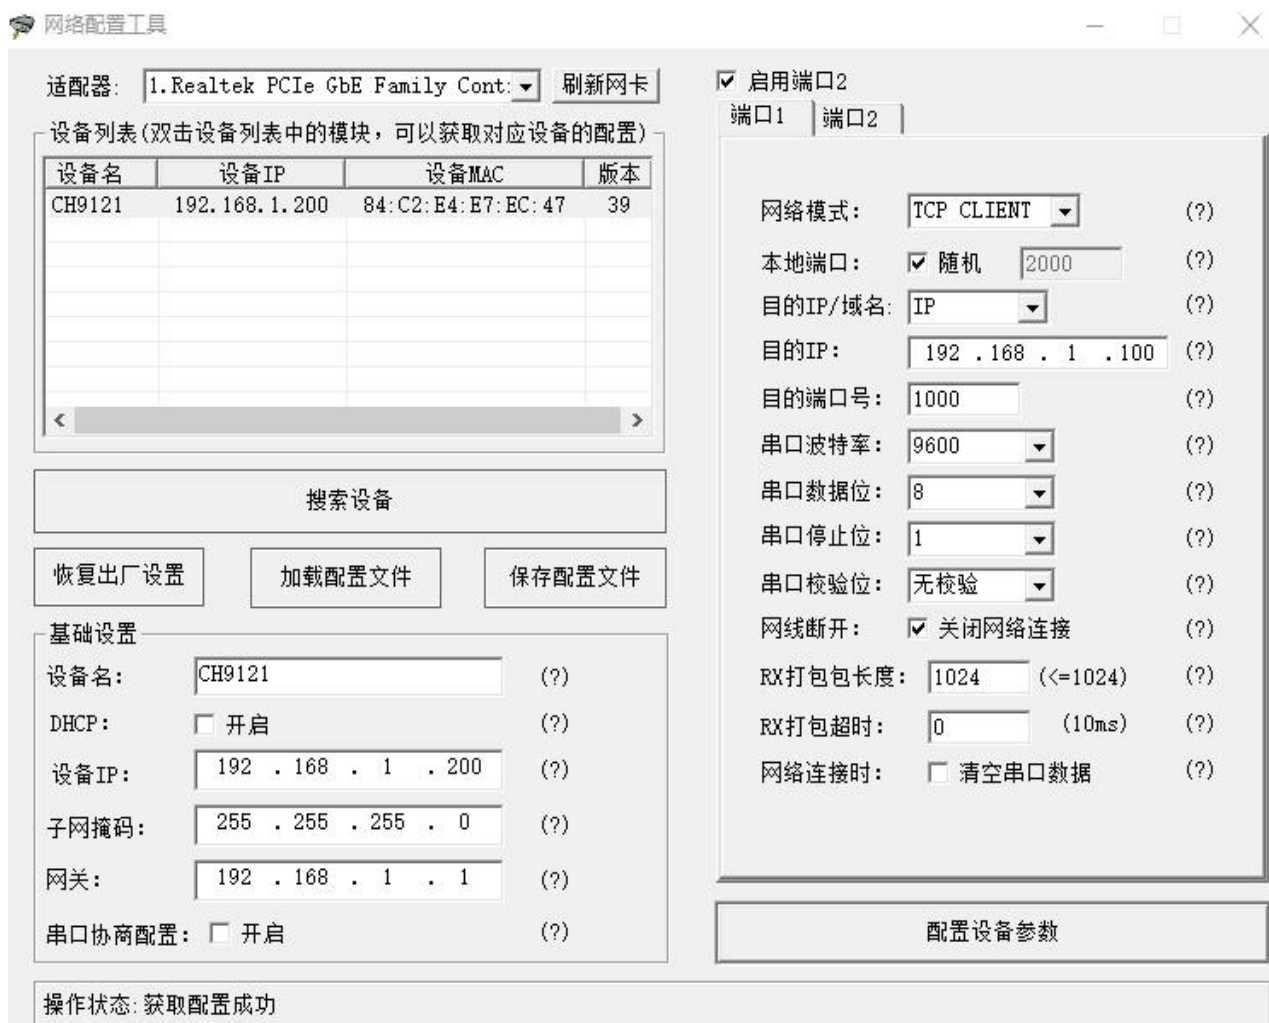 网络配置工具
适配器: 1.Realtek PCIe GbE Family Cont: 刷新网卡
设备列表(双击设备列表中的模块，可以获取对应设备的配置)
设备名 设备IP 设备MAC 版本
CH9121 192.168.1.200 84:C2:E4:E7:EC:47 39
搜索设备
恢复出厂设置 加载配置文件 保存配置文件
基础设置
设备名: CH9121 (?)
DHCP: 开启 (?)
设备IP: 192 .168 . 1 .200 (?)
子网掩码: 255 .255 .255 . 0 (?)
网关: 192 .168 . 1 . 1 (?)
串口协商配置: 开启 (?)
启用端口2
端口1 端口2
网络模式: TCP CLIENT (?)
本地端口: 随机 2000 (?)
目的IP/域名: IP (?)
目的IP: 192 .168 . 1 .100 (?)
目的端口号: 1000 (?)
串口波特率: 9600 (?)
串口数据位: 8 (?)
串口停止位: 1 (?)
串口校验位: 无校验 (?)
网线断开: 关闭网络连接 (?)
RX打包包长度: 1024 (<=1024) (?)
RX打包超时: 0 (10ms) (?)
网络连接时: 清空串口数据 (?)
配置设备参数
操作状态:获取配置成功